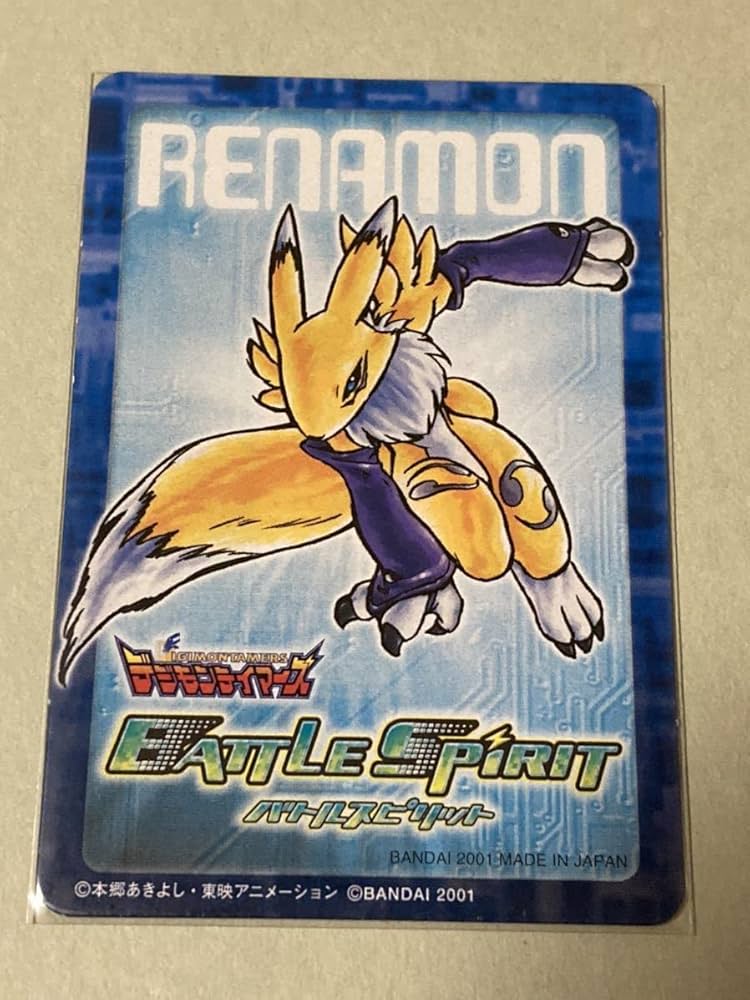 RENAMON
DIGIMONTAMERS
デジモンテイマーズ
BATTLE SPIRIT
バトルスピリット
BANDAI 2001 MADE IN JAPAN
©本郷あきよし・東映アニメーション ©BANDAI 2001